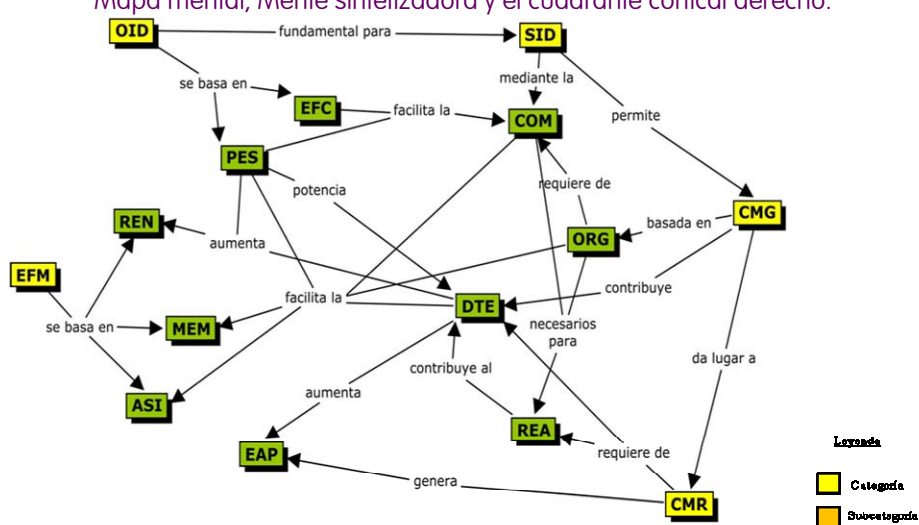 Mapa mental, Mente sintetizadora y el cuadrante cortical derecho.
OID
fundamental para
SID
se basa en
mediante la
EFC
facilita la
COM
permite
PES
potencia
requiere de
REN
CMG
aumenta
basada en
ORG
EFM
contribuye
facilita la
DTE
se basa en
MEM
necesarios
para
da lugar a
contribuye al
aumenta
ASI
REA
Leyenda
EAP
requiere de
genera
Categoría
CMR
Subcategoría